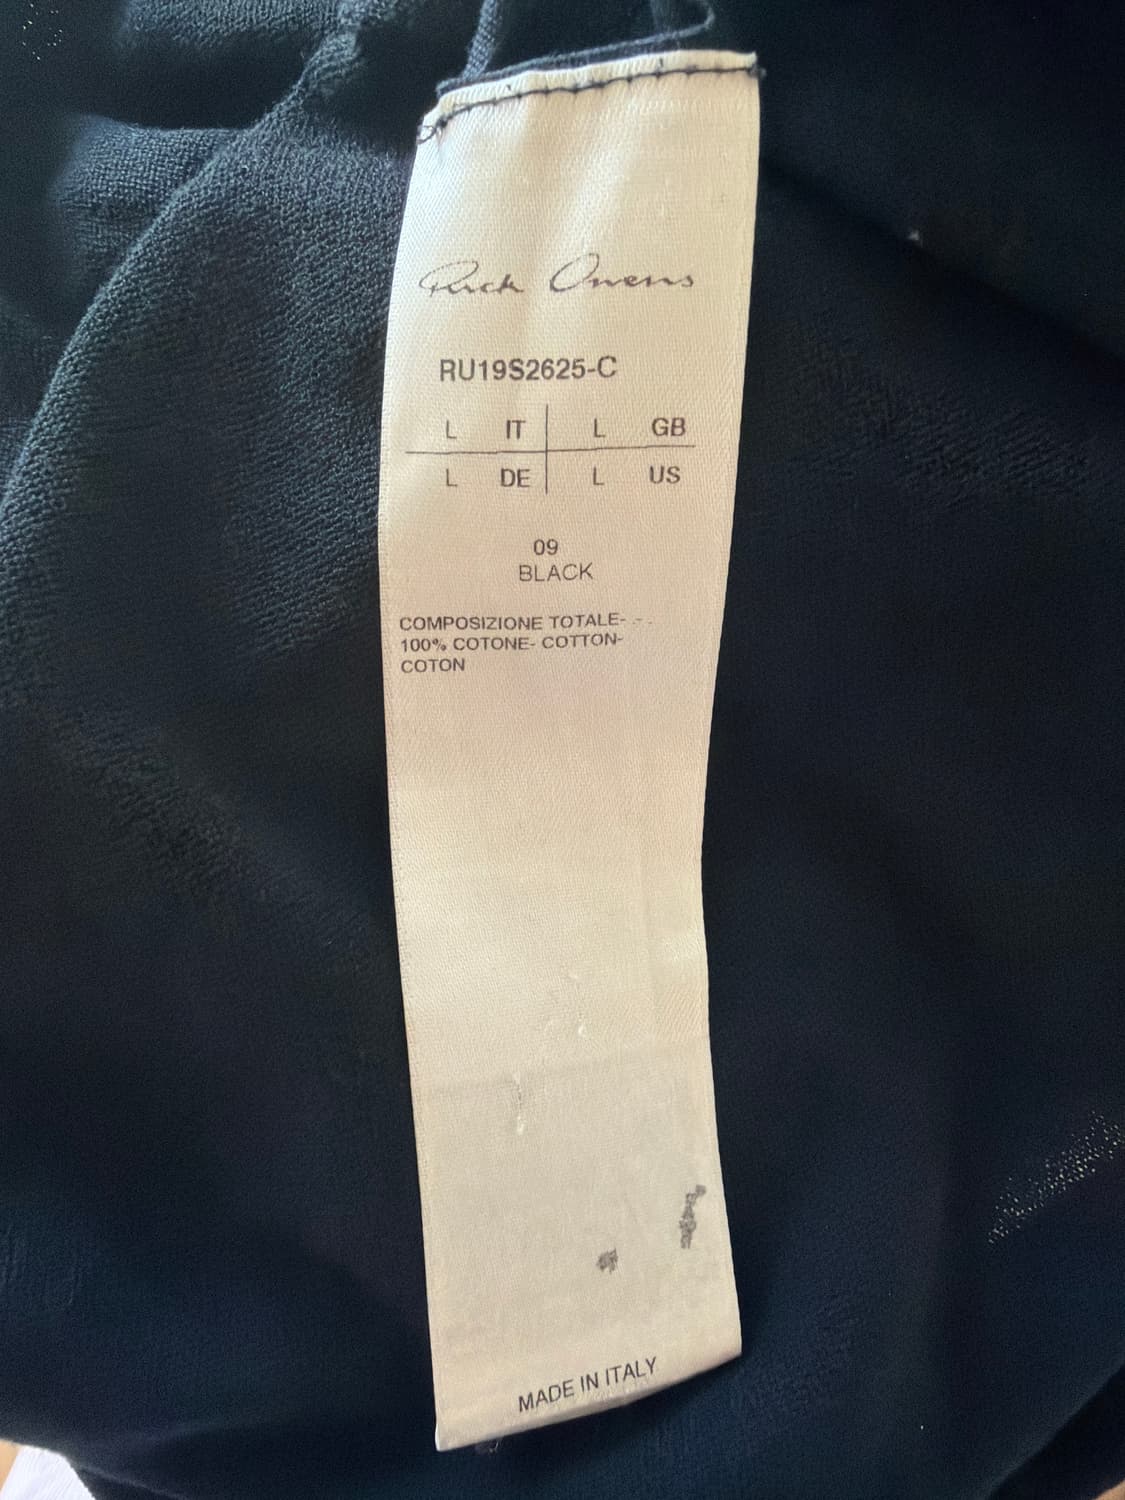 Rick Owens
RU19S2625-C
L IT L GB
L DE L US
09
BLACK
COMPOSIZIONE TOTALE-
100% COTONE- COTTON-
COTON
MADE IN ITALY